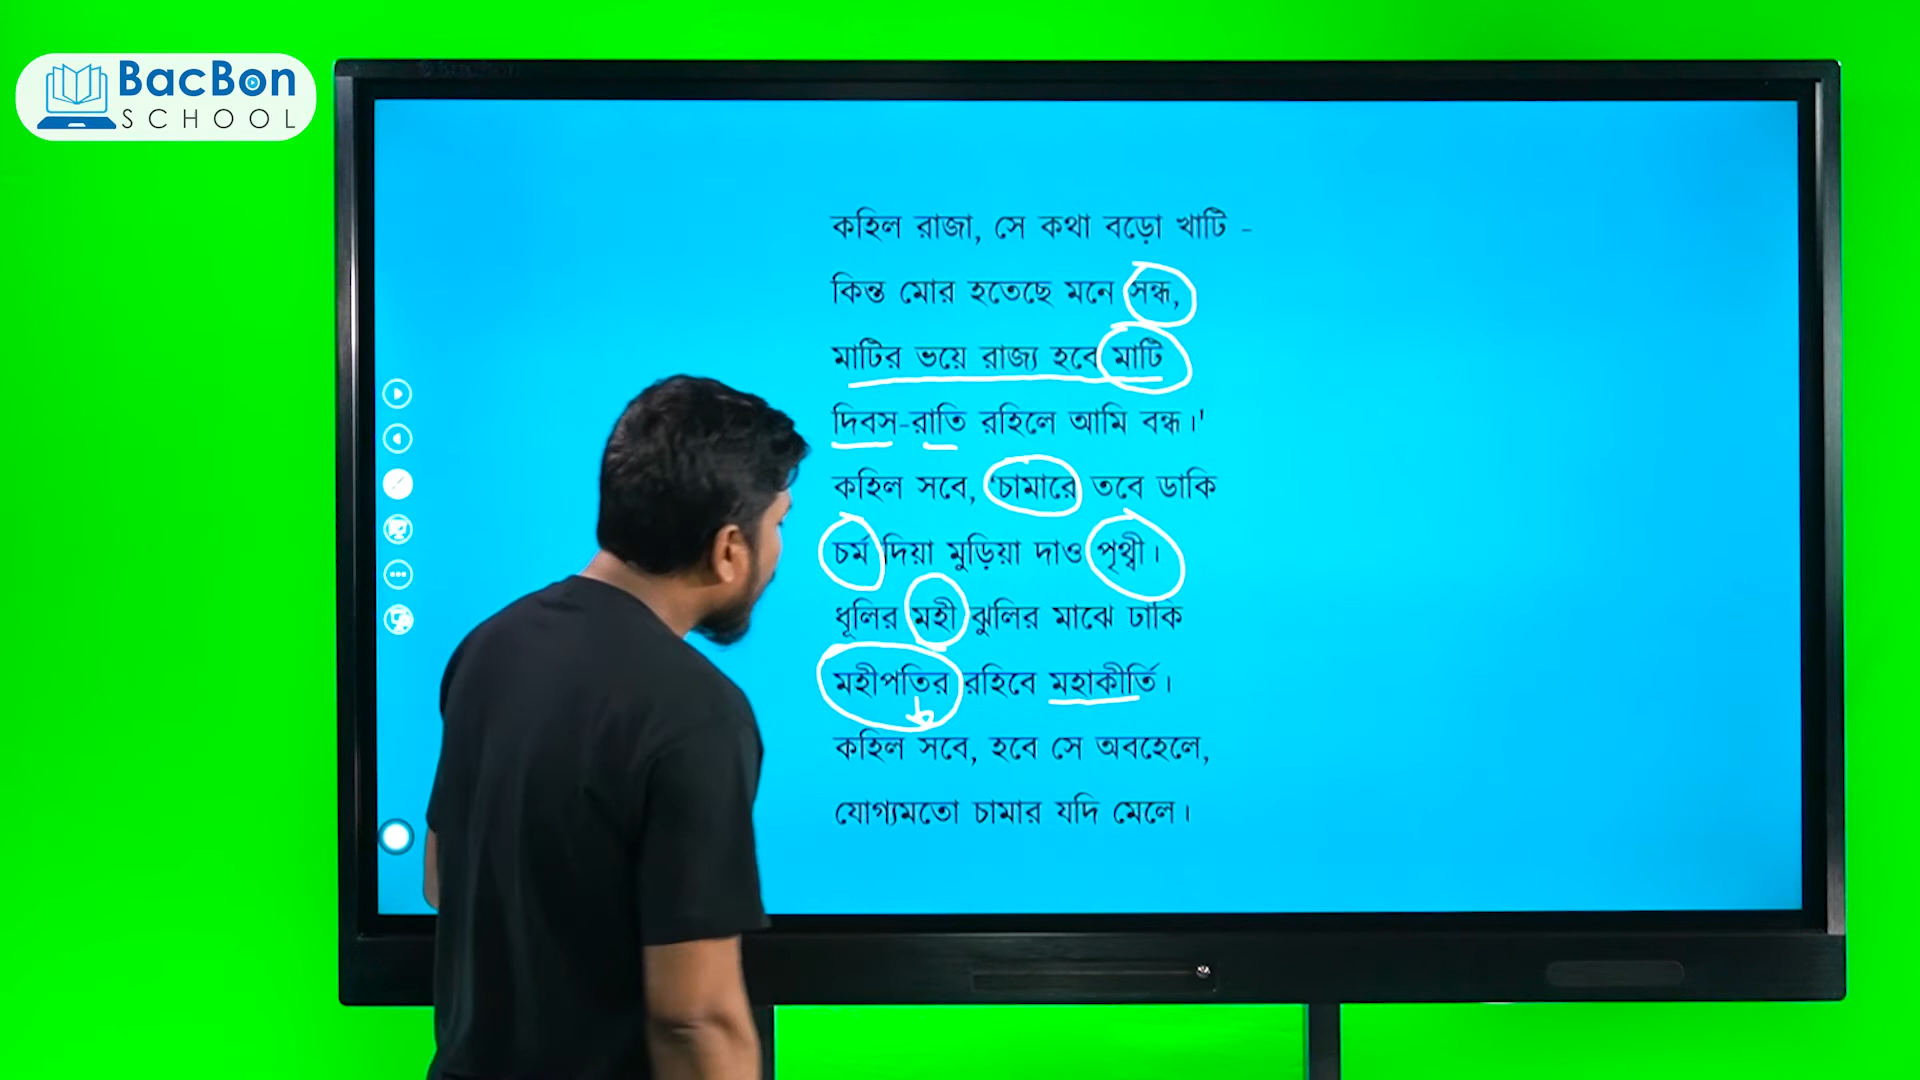 BacBon
SCHOOL
কহিল রাজা, সে কথা বড়ো খাটি -
কিন্ত মোর হতেছে মনে সন্ধ,
মাটির ভয়ে রাজ্য হবে মাটি
দিবস-রাতি রহিলে আমি বন্ধ।'
কহিল সবে, 'চামারে তবে ডাকি
চর্ম দিয়া মুড়িয়া দাও পৃথ্বী।
ধূলির মহী ঝুলির মাঝে ঢাকি
মহীপতির রহিবে মহাকীর্তি।
কহিল সবে, হবে সে অবহেলে,
যোগ্যমতো চামার যদি মেলে।